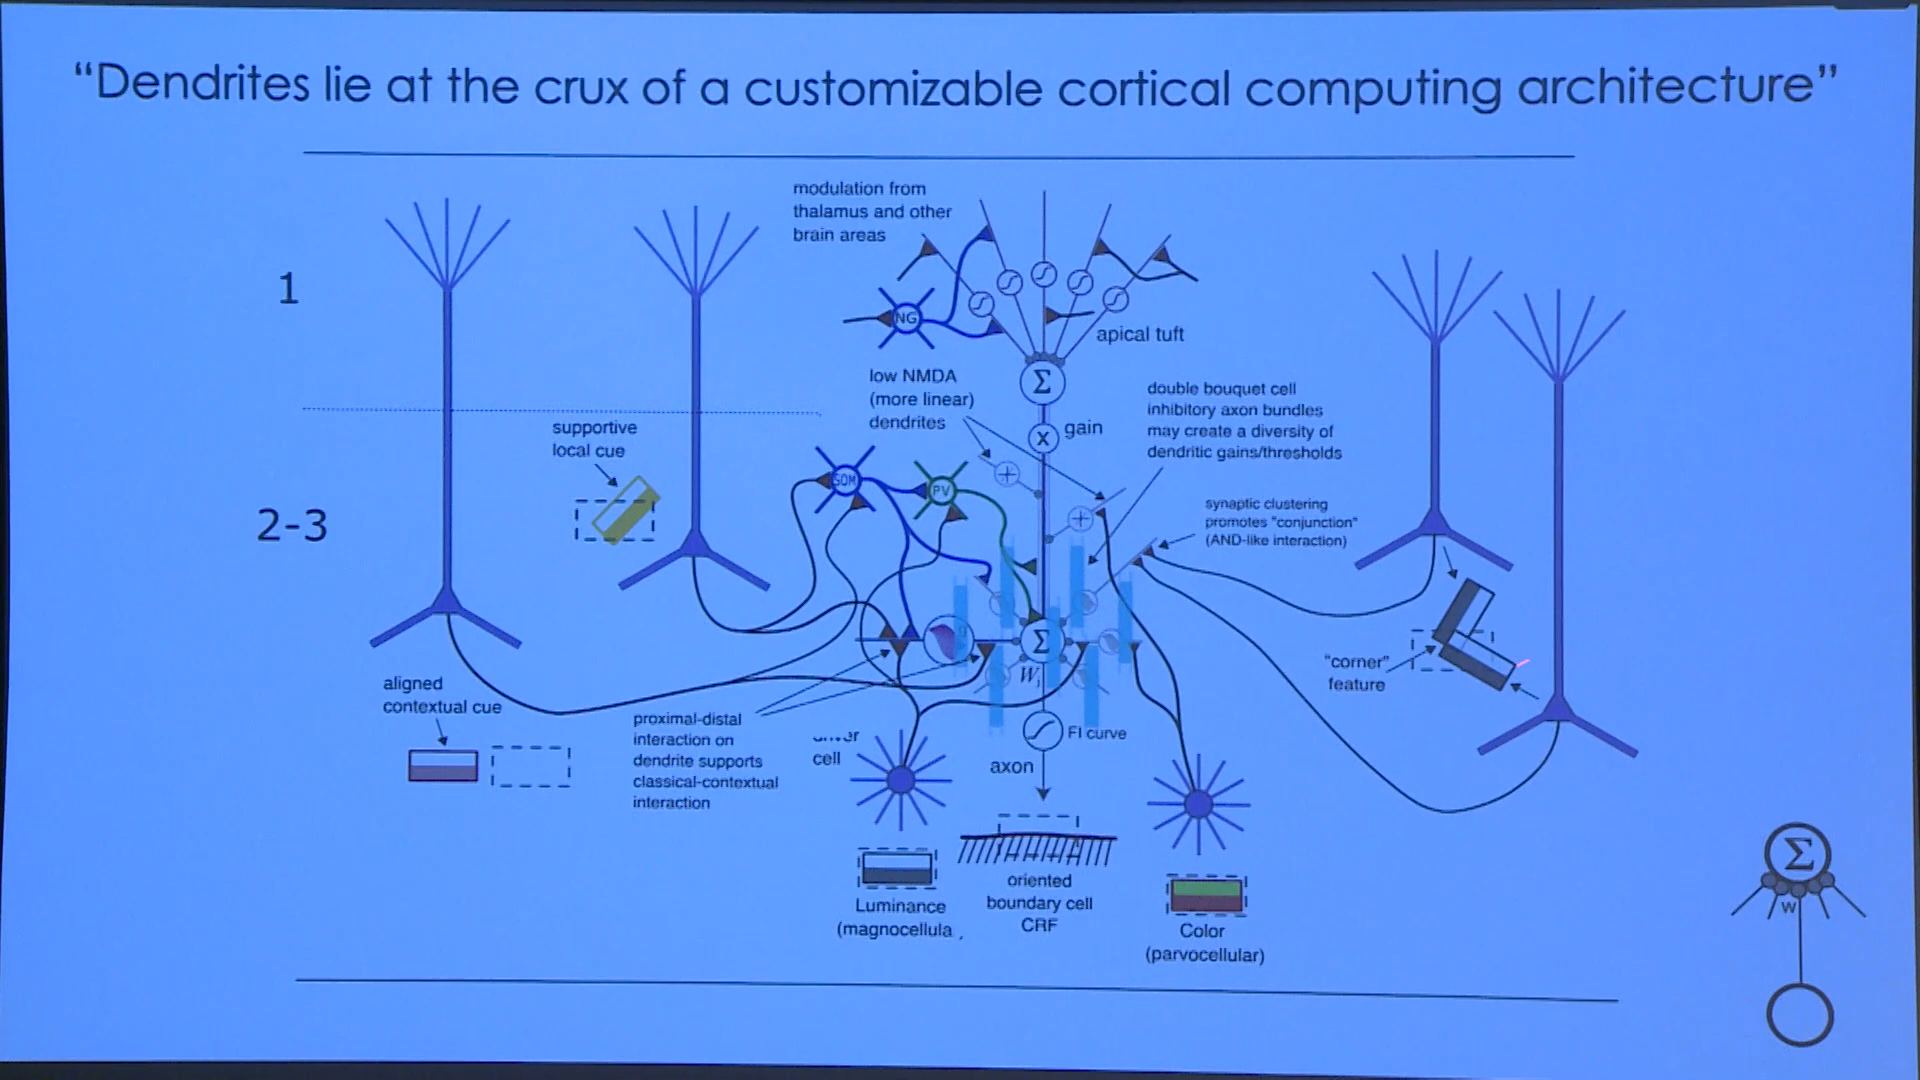 “Dendrites lie at the crux of a customizable cortical computing architecture”
modulation from
thalamus and other
brain areas
1
NG
apical tuft
low NMDA
(more linear)
dendrites
Σ
x
gain
double bouquet cell
inhibitory axon bundles
may create a diversity of
dendritic gains/thresholds
supportive
local cue
SOM
PV
2-3
synaptic clustering
promotes "conjunction"
(AND-like interaction)
Σ
"corner"
feature
aligned
contextual cue
proximal-distal
interaction on
dendrite supports
classical-contextual
interaction
cell
FI curve
axon
Luminance
(magnocellula
oriented
boundary cell
CRF
Color
(parvocellular)
Σ
W